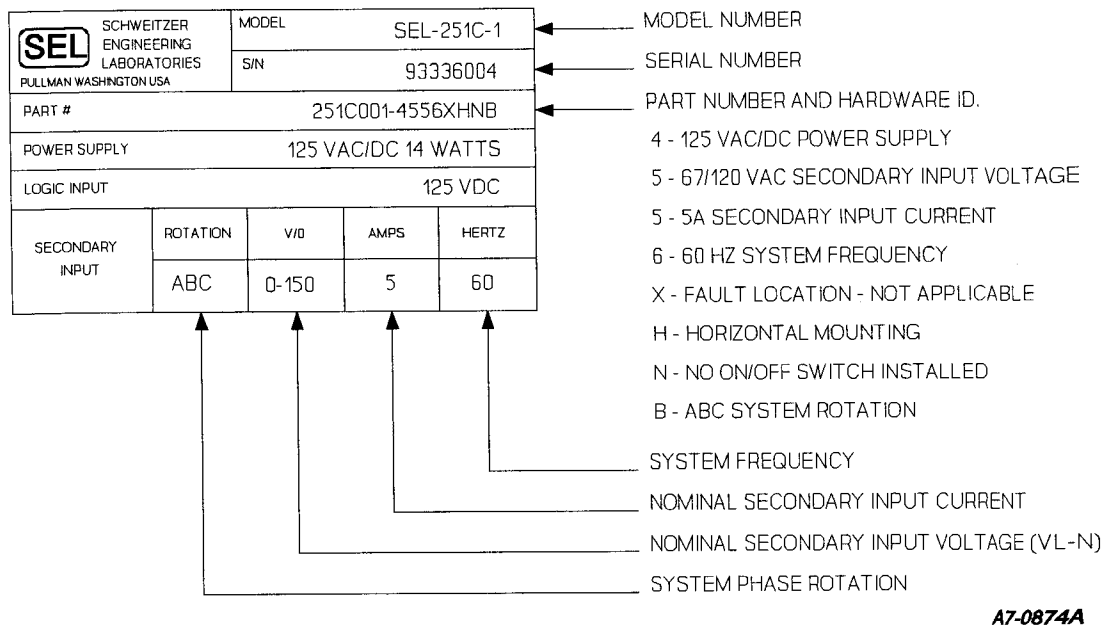 SEL
SCHWEITZER
ENGINEERING
LABORATORIES
PULLMAN WASHINGTON USA
MODEL SEL-251C-1
S/N 93336004
PART # 251C001-4556XHNB
POWER SUPPLY 125 VAC/DC 14 WATTS
LOGIC INPUT 125 VDC
SECONDARY
INPUT
ROTATION V/0 AMPS HERTZ
ABC 0-150 5 60
MODEL NUMBER
SERIAL NUMBER
PART NUMBER AND HARDWARE ID.
4 - 125 VAC/DC POWER SUPPLY
5 - 67/120 VAC SECONDARY INPUT VOLTAGE
5 - 5A SECONDARY INPUT CURRENT
6 - 60 HZ SYSTEM FREQUENCY
X - FAULT LOCATION - NOT APPLICABLE
H - HORIZONTAL MOUNTING
N - NO ON/OFF SWITCH INSTALLED
B - ABC SYSTEM ROTATION
SYSTEM FREQUENCY
NOMINAL SECONDARY INPUT CURRENT
NOMINAL SECONDARY INPUT VOLTAGE (VL-N)
SYSTEM PHASE ROTATION
A7-0874A